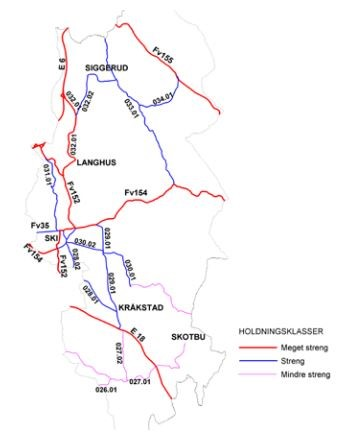 E 6
Fv155
SIGGERUD
032.01
032.02
034.01
033.01
032.01
LANGHUS
031.01
Fv152
Fv154
Fv35
029.01
SKI
030.02
Fv154
Fv152
028.02
030.01
029.01
028.01
KRÅKSTAD
E 18
SKOTBU
027.02
027.01
026.01
HOLDNINGSKLASSER
Meget streng
Streng
Mindre streng